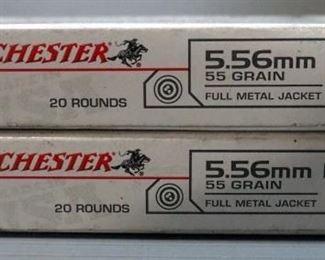 CHESTER
5.56mm
55 GRAIN
20 ROUNDS
FULL METAL JACKET
CHESTER
5.56mm
55 GRAIN
20 ROUNDS
FULL METAL JACKET